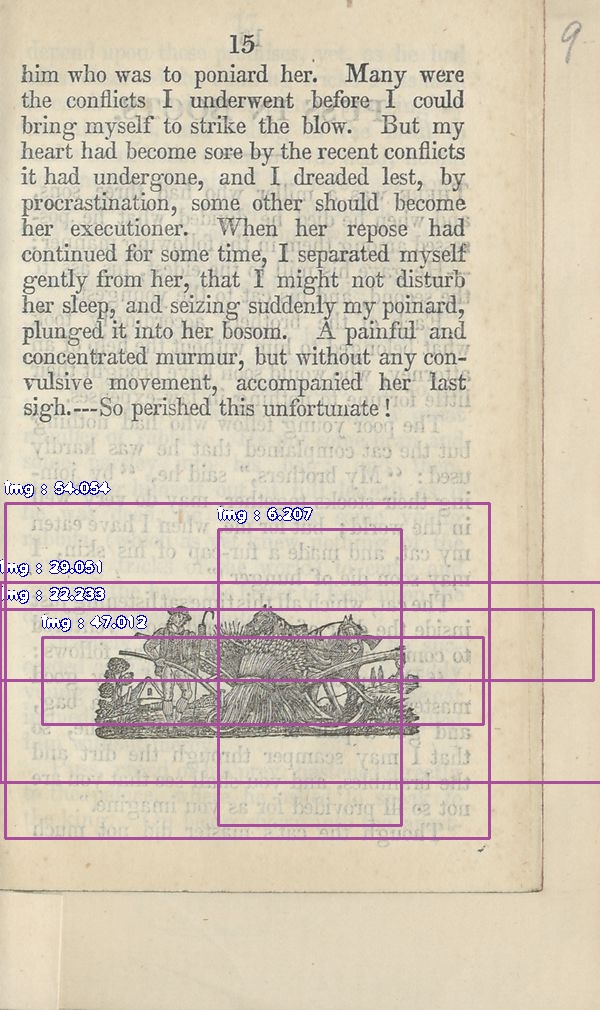 15
9
him who was to poniard her. Many were
the conflicts I underwent before I could
bring myself to strike the blow. But my
heart had become sore by the recent conflicts
it had undergone, and I dreaded lest, by
procrastination, some other should become
her executioner. When her repose had
continued for some time, I separated myself
gently from her, that I might not disturb
her sleep, and seizing suddenly my poinard,
plunged it into her bosom. A painful and
concentrated murmur, but without any con-
vulsive movement, accompanied her last
sigh.---So perished this unfortunate!
img : 54.054
img : 6.207
img : 29.051
img : 22.233
img : 47.012